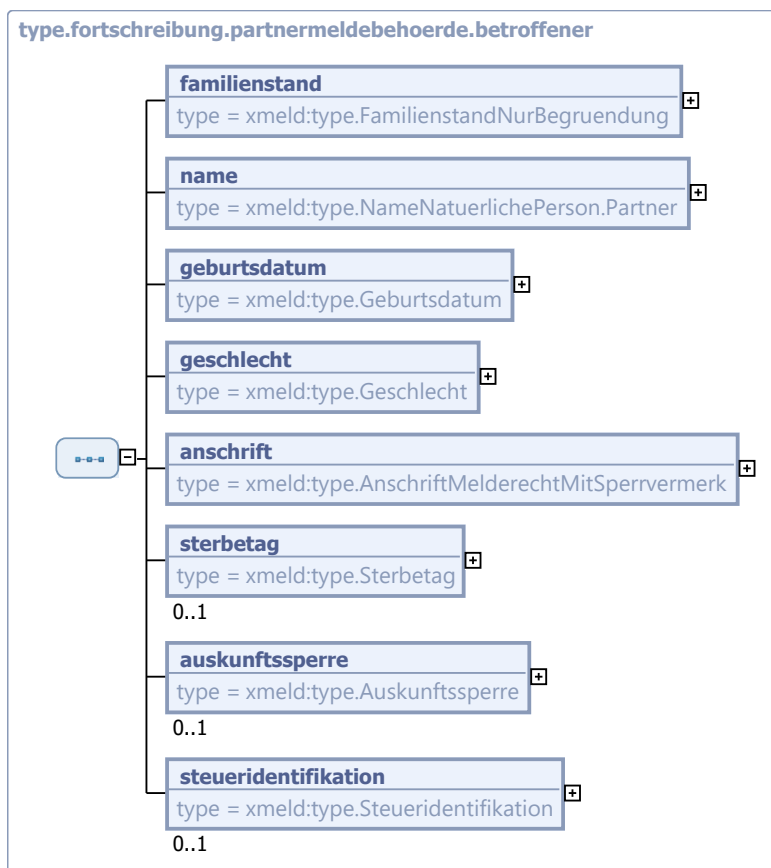 type.fortschreibung.partnermeldebehoerde.betroffener
familienstand
type = xmeld:type.FamilienstandNurBegruendung
name
type = xmeld:type.NameNatuerlichePerson.Partner
geburtsdatum
type = xmeld:type.Geburtsdatum
geschlecht
type = xmeld:type.Geschlecht
anschrift
type = xmeld:type.AnschriftMelderechtMitSperrvermerk
sterbetag
type = xmeld:type.Sterbetag
0..1
auskunftssperre
type = xmeld:type.Auskunftssperre
0..1
steueridentifikation
type = xmeld:type.Steueridentifikation
0..1